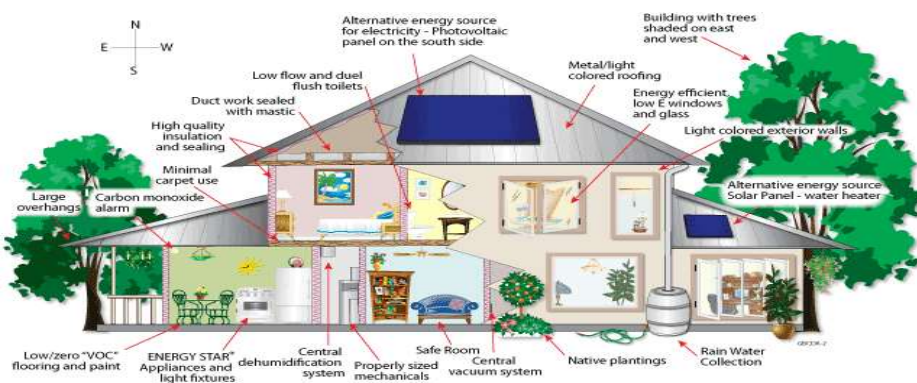 N
E W
S
Alternative energy source
for electricity - Photovoltaic
panel on the south side
Building with trees
shaded on east
and west
Low flow and duel
flush toilets
Metal/light
colored roofing
Duct work sealed
with mastic
Energy efficient,
low E windows
and glass
High quality
insulation
and sealing
Light colored exterior walls
Minimal
carpet use
Large
overhangs
Carbon monoxide
alarm
Alternative energy source
Solar Panel - water heater
Low/zero "VOC"
flooring and paint
ENERGY STAR®
Appliances and
light fixtures
Central
dehumidification
system
Properly sized
mechanicals
Safe Room
Central
vacuum system
Native plantings
Rain Water
Collection